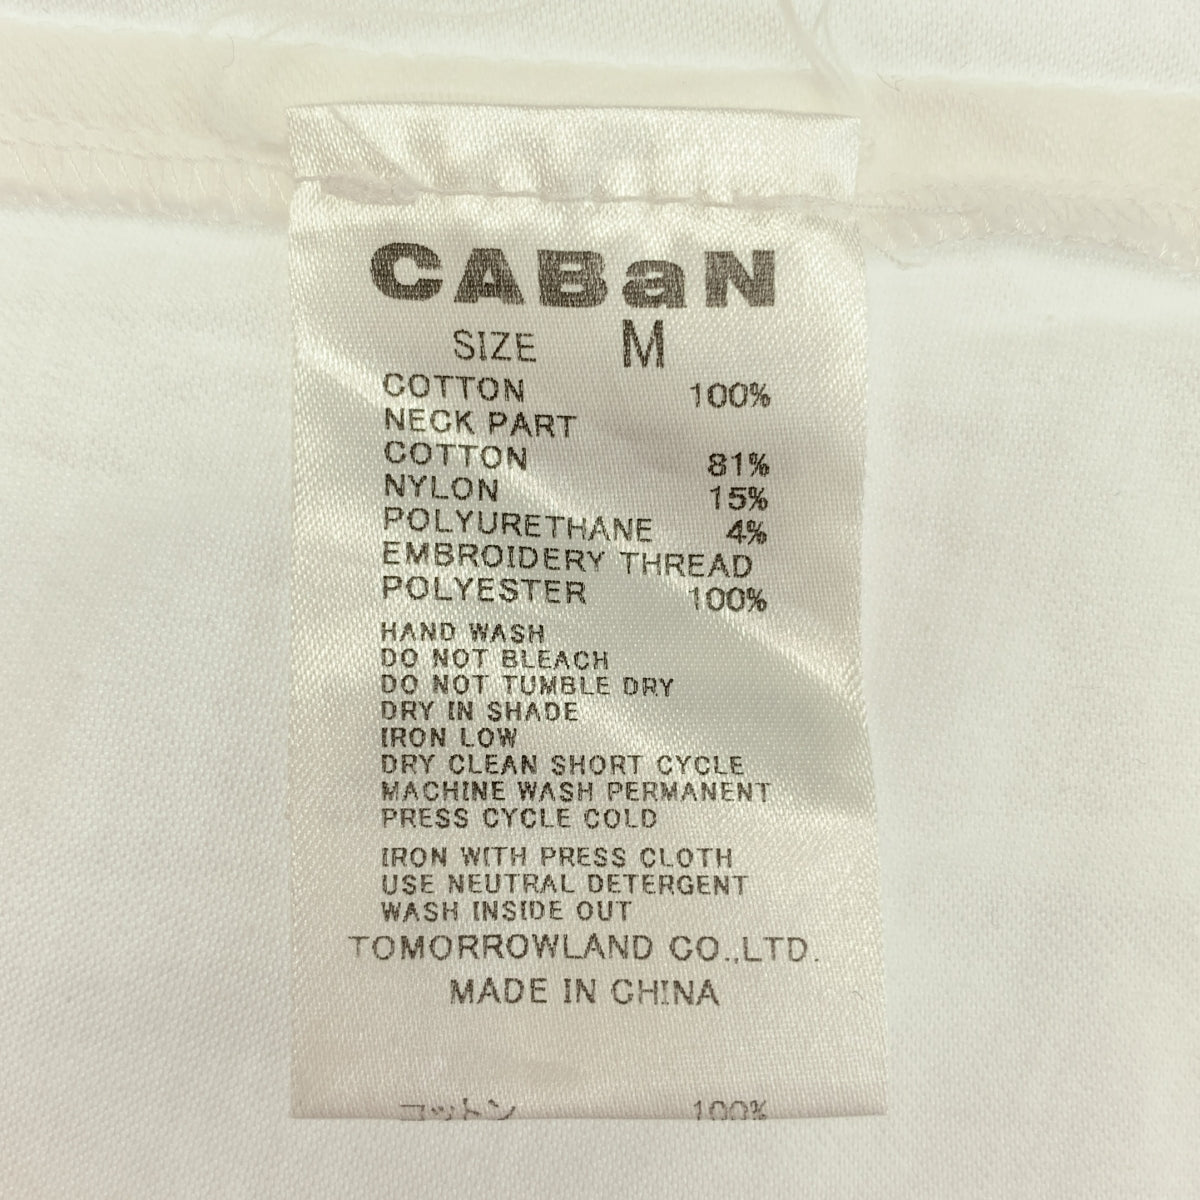 CABaN
SIZE M
COTTON 100%
NECK PART
COTTON 81%
NYLON 15%
POLYURETHANE 4%
EMBROIDERY THREAD
POLYESTER 100%
HAND WASH
DO NOT BLEACH
DO NOT TUMBLE DRY
DRY IN SHADE
IRON LOW
DRY CLEAN SHORT CYCLE
MACHINE WASH PERMANENT
PRESS CYCLE COLD
IRON WITH PRESS CLOTH
USE NEUTRAL DETERGENT
WASH INSIDE OUT
TOMORROWLAND CO.,LTD.
MADE IN CHINA
コットン 100%